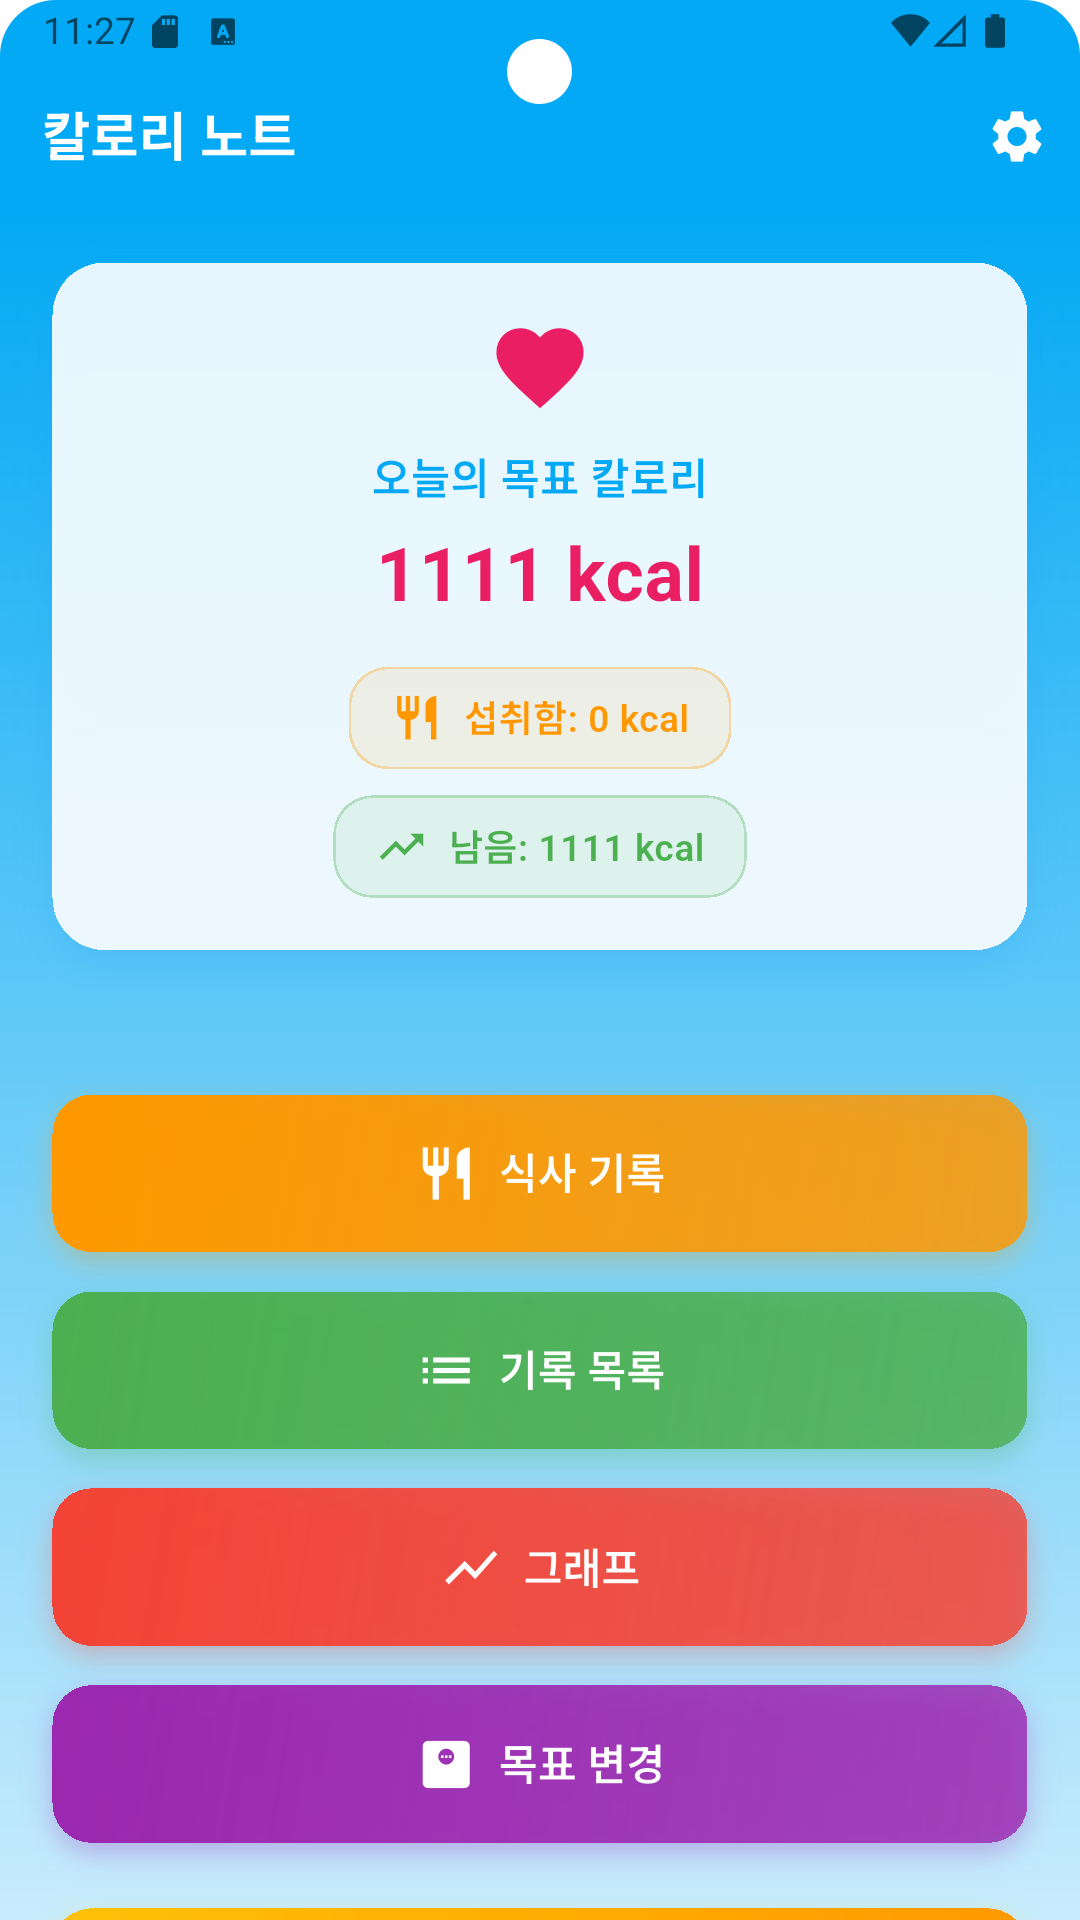 11:27
칼로리 노트
오늘의 목표 칼로리
1111 kcal
섭취함: 0 kcal
남음: 1111 kcal
식사 기록
기록 목록
그래프
목표 변경